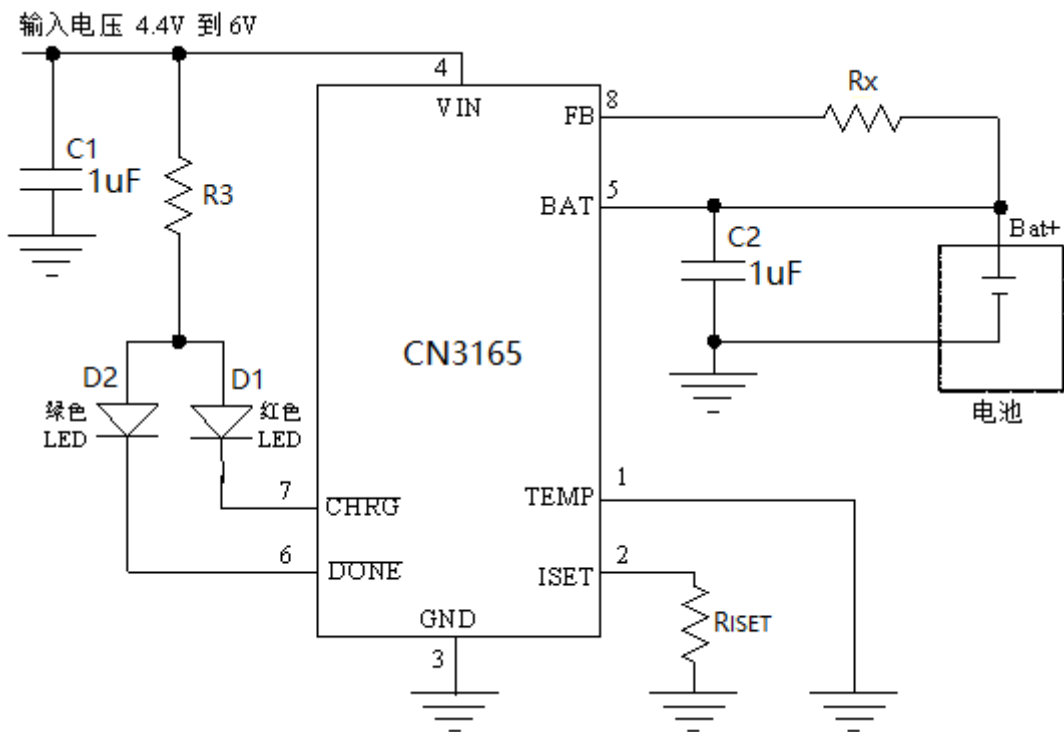 输入电压 4.4V 到 6V
4
VIN
8
Rx
FB
C1
1uF
R3
5
BAT
C2
1uF
Bat+
CN3165
D2
D1
绿色
LED
红色
LED
电池
7
CHRG
1
TEMP
6
DONE
2
ISET
RISET
GND
3